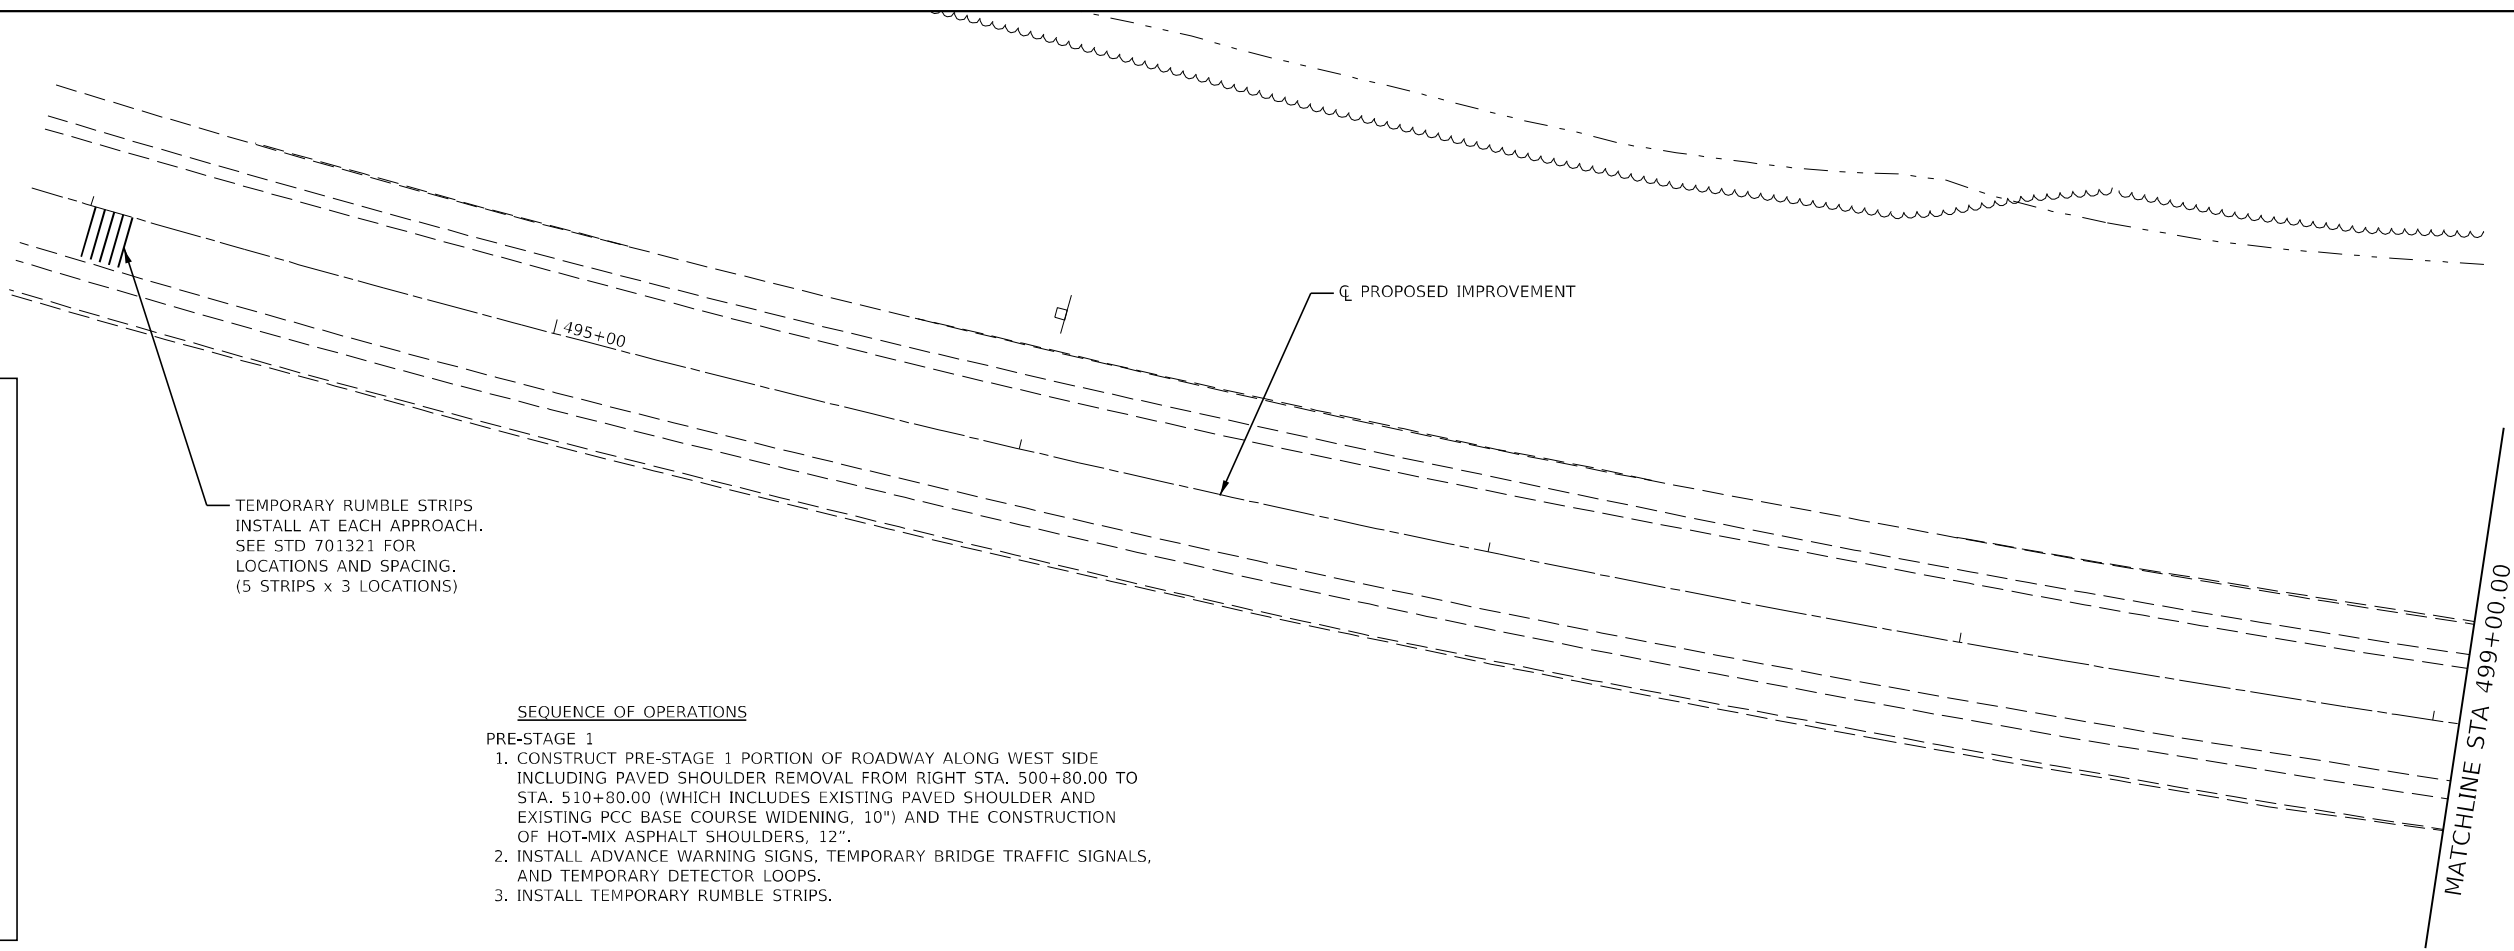 ℄ PROPOSED IMPROVEMENT
495+00
TEMPORARY RUMBLE STRIPS
INSTALL AT EACH APPROACH.
SEE STD 701321 FOR
LOCATIONS AND SPACING.
(5 STRIPS x 3 LOCATIONS)
MATCHLINE STA 499+00.00
SEQUENCE OF OPERATIONS
PRE-STAGE 1
1. CONSTRUCT PRE-STAGE 1 PORTION OF ROADWAY ALONG WEST SIDE
INCLUDING PAVED SHOULDER REMOVAL FROM RIGHT STA. 500+80.00 TO
STA. 510+80.00 (WHICH INCLUDES EXISTING PAVED SHOULDER AND
EXISTING PCC BASE COURSE WIDENING, 10") AND THE CONSTRUCTION
OF HOT-MIX ASPHALT SHOULDERS, 12”.
2. INSTALL ADVANCE WARNING SIGNS, TEMPORARY BRIDGE TRAFFIC SIGNALS,
AND TEMPORARY DETECTOR LOOPS.
3. INSTALL TEMPORARY RUMBLE STRIPS.